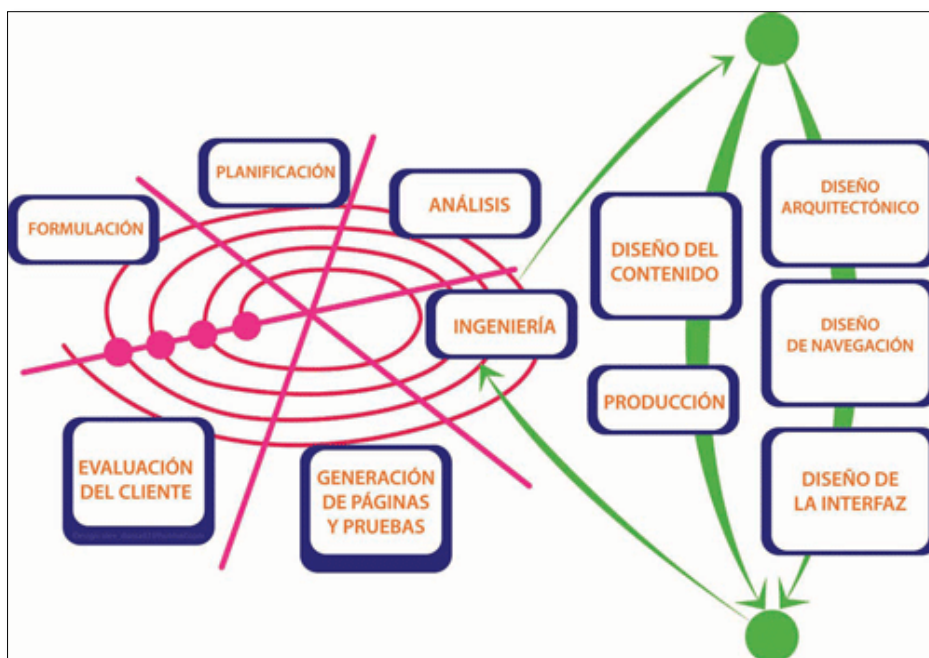 PLANIFICACIÓN
FORMULACIÓN
ANÁLISIS
INGENIERÍA
EVALUACIÓN
DEL CLIENTE
GENERACIÓN
DE PÁGINAS
Y PRUEBAS
DISEÑO DEL
CONTENIDO
PRODUCCIÓN
DISEÑO
ARQUITECTÓNICO
DISEÑO
DE NAVEGACIÓN
DISEÑO DE
LA INTERFAZ